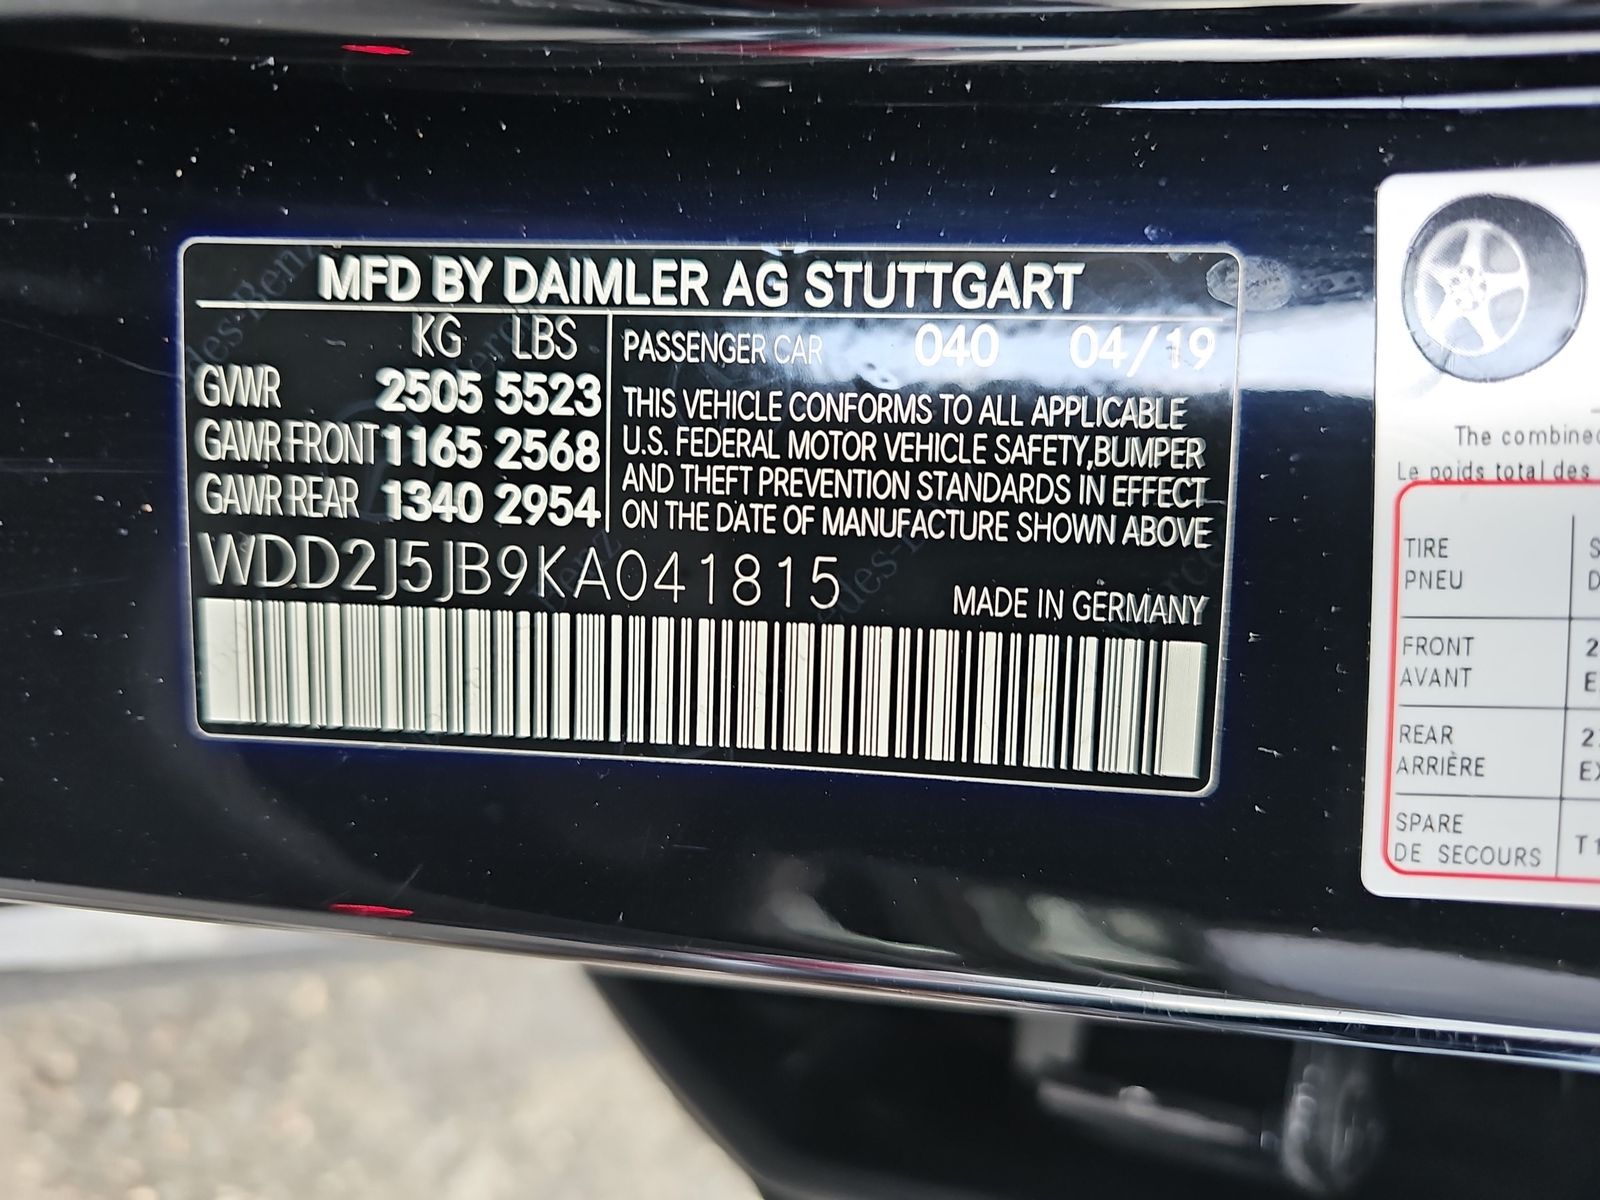 MFD BY DAIMLER AG STUTTGART
KG LBS
GVWR 2505 5523
GAWR FRONT 1165 2568
GAWR REAR 1340 2954
PASSENGER CAR 040 04/19
THIS VEHICLE CONFORMS TO ALL APPLICABLE
U.S. FEDERAL MOTOR VEHICLE SAFETY,BUMPER
AND THEFT PREVENTION STANDARDS IN EFFECT
ON THE DATE OF MANUFACTURE SHOWN ABOVE
WDD2J5JB9KA041815
MADE IN GERMANY
The combined
Le poids total des
TIRE
PNEU
FRONT
AVANT
REAR
ARRIÈRE
SPARE
DE SECOURS